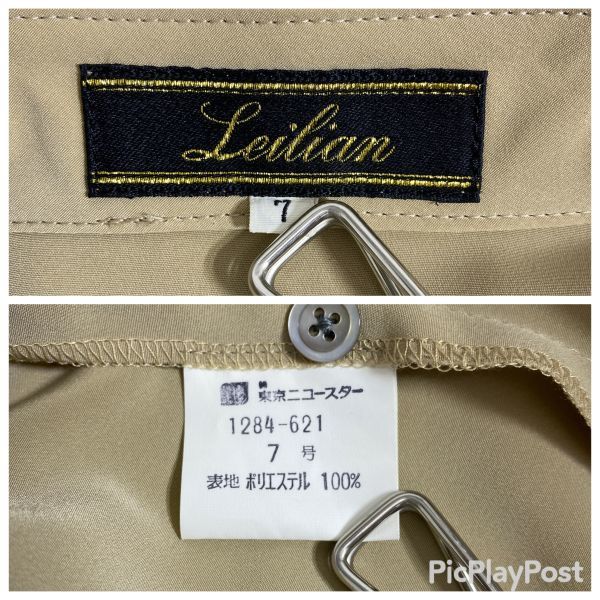 Leilian
7
㈱東京ニュースター
1284-621
7 号
表地 ポリエステル 100%
PicPlayPost